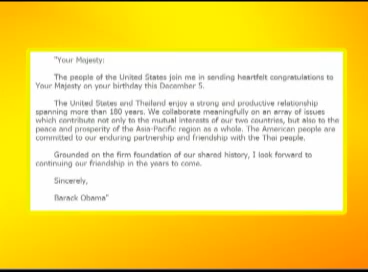 "Your Majesty:
The people of the United States join me in sending heartfelt congratulations to
Your Majesty on your birthday this December 5.
The United States and Thailand enjoy a strong and productive relationship
spanning more than 180 years. We collaborate meaningfully on an array of issues
which contribute not only to the mutual interests of our two countries, but also to the
peace and prosperity of the Asia-Pacific region as a whole. The American people are
committed to our enduring partnership and friendship with the Thai people.
Grounded on the firm foundation of our shared history, I look forward to
continuing our friendship in the years to come.
Sincerely,
Barack Obama"